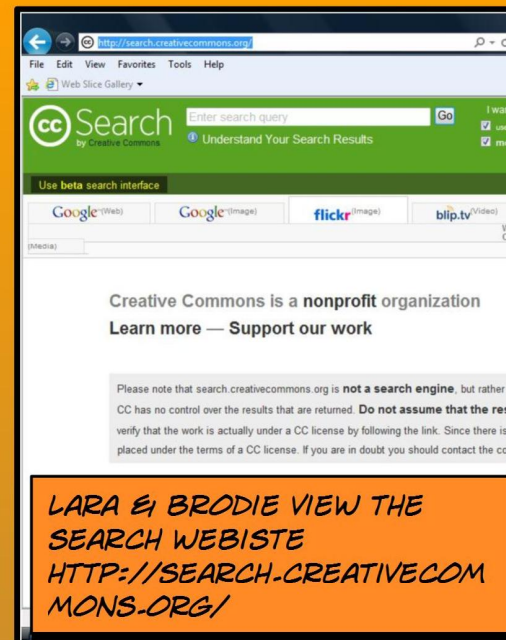 http://search.creativecommons.org/
File Edit View Favorites Tools Help
Web Slice Gallery
cc Search
by Creative Commons
Enter search query
Go
Understand Your Search Results
I wan
use
Use beta search interface
Google (Web) Google (Image) flickr (Image) blip.tv (Video)
(Media)
Creative Commons is a nonprofit organization
Learn more — Support our work
Please note that search.creativecommons.org is not a search engine, but rather
CC has no control over the results that are returned. Do not assume that the res
verify that the work is actually under a CC license by following the link. Since there is
placed under the terms of a CC license. If you are in doubt you should contact the co
LARA & BRODIE VIEW THE
SEARCH WEBISTE
HTTP://SEARCH.CREATIVECOM
MONS.ORG/